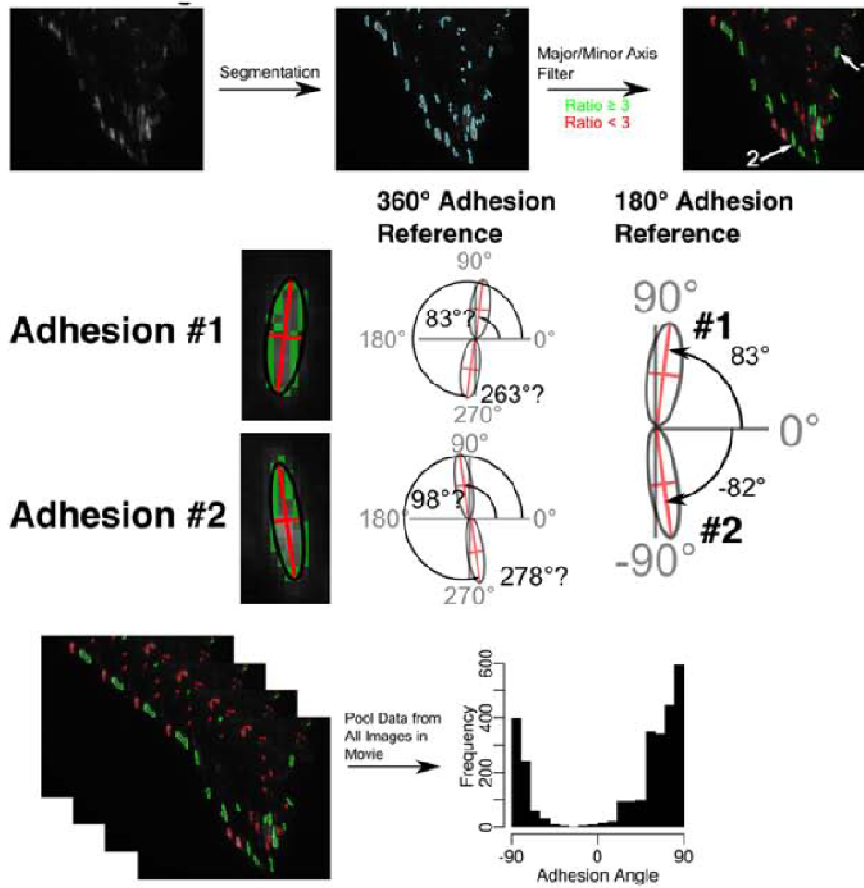 Segmentation
Major/Minor Axis
Filter
Ratio ≥ 3
Ratio < 3
2
360° Adhesion
Reference
180° Adhesion
Reference
Adhesion #1
90°
83°?
180°
0°
263°?
270°
Adhesion #2
90°
98°?
180°
0°
278°?
270°
90°
#1
83°
0°
-82°
#2
-90°
Pool Data from
All Images in
Movie
Frequency
0
200
400
600
-90
0
90
Adhesion Angle